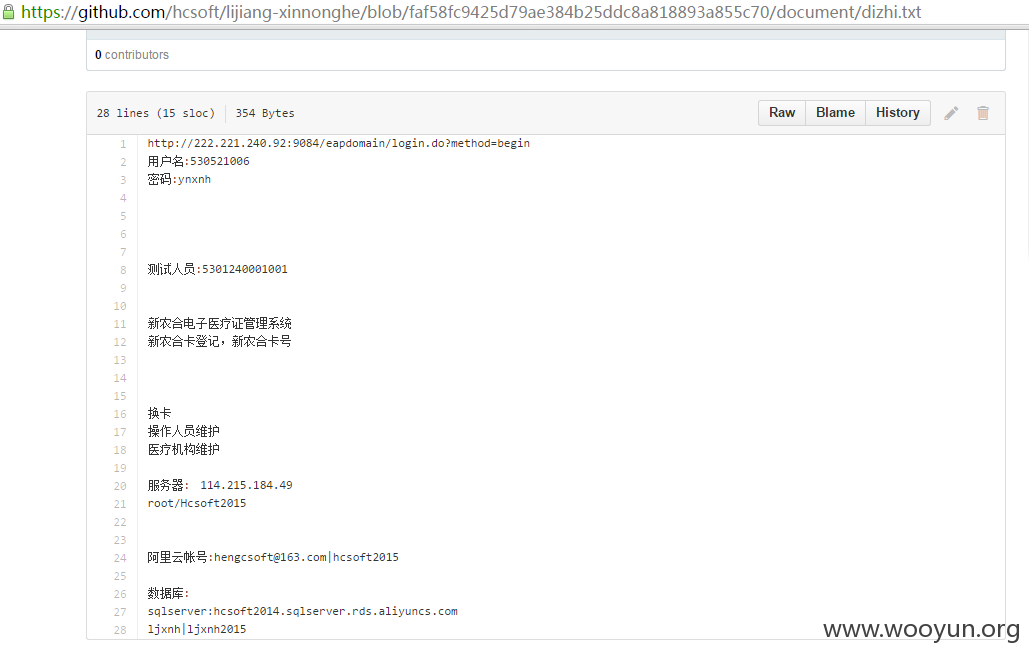 https://github.com/hcsoft/lijiang-xinnonghe/blob/faf58fc9425d79ae384b25ddc8a818893a855c70/document/dizhi.txt
0 contributors
28 lines (15 sloc) 354 Bytes Raw Blame History
1 http://222.221.240.92:9084/eapdomain/login.do?method=begin
2 用户名:530521006
3 密码:ynxnh
4
5
6
7
8 测试人员:5301240001001
9
10
11 新农合电子医疗证管理系统
12 新农合卡登记，新农合卡号
13
14
15
16 换卡
17 操作人员维护
18 医疗机构维护
19
20 服务器: 114.215.184.49
21 root/Hcsoft2015
22
23
24 阿里云帐号:hengcsoft@163.com|hcsoft2015
25
26 数据库:
27 sqlserver:hcsoft2014.sqlserver.rds.aliyuncs.com
28 ljxnh|ljxnh2015
www.wooyun.org